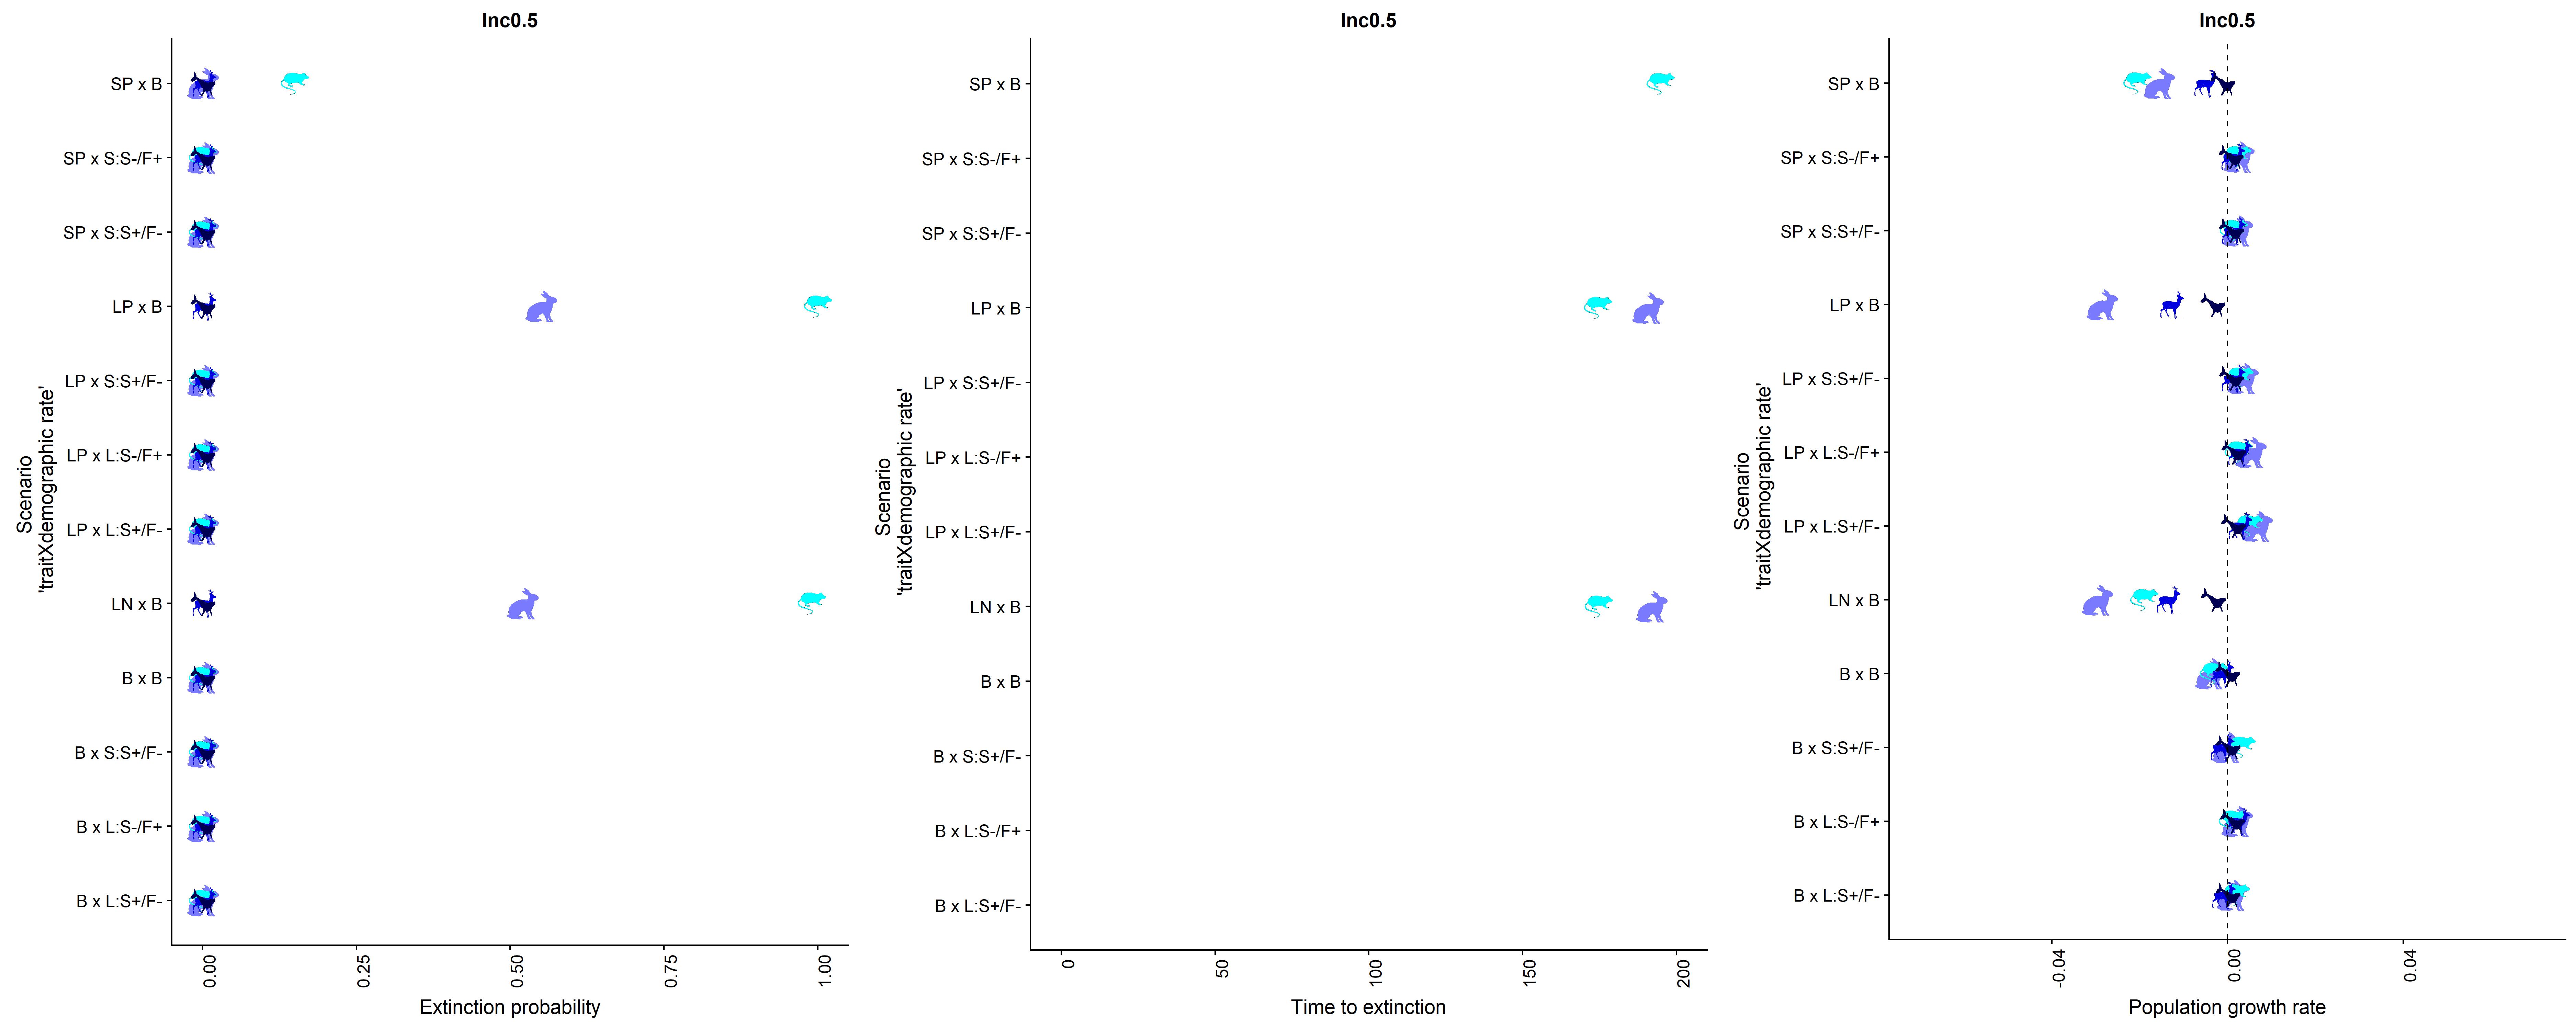 Inc0.5
SP x B
SP x S:S-/F+
SP x S:S+/F-
LP x B
LP x S:S+/F-
LP x L:S-/F+
LP x L:S+/F-
LN x B
B x B
B x S:S+/F-
B x L:S-/F+
B x L:S+/F-
Scenario
'traitXdemographic rate'
0.00
0.25
0.50
0.75
1.00
Extinction probability
Inc0.5
SP x B
SP x S:S-/F+
SP x S:S+/F-
LP x B
LP x S:S+/F-
LP x L:S-/F+
LP x L:S+/F-
LN x B
B x B
B x S:S+/F-
B x L:S-/F+
B x L:S+/F-
Scenario
'traitXdemographic rate'
0
50
100
150
200
Time to extinction
Inc0.5
SP x B
SP x S:S-/F+
SP x S:S+/F-
LP x B
LP x S:S+/F-
LP x L:S-/F+
LP x L:S+/F-
LN x B
B x B
B x S:S+/F-
B x L:S-/F+
B x L:S+/F-
Scenario
'traitXdemographic rate'
-0.04
0.00
0.04
Population growth rate